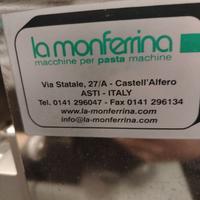 la monferrina
macchine per pasta machine
Via Statale, 27/A - Castell'Alfero
ASTI - ITALY
Tel. 0141 296047 - Fax 0141 296134
www.la-monferrina.com
info@la-monferrina.com